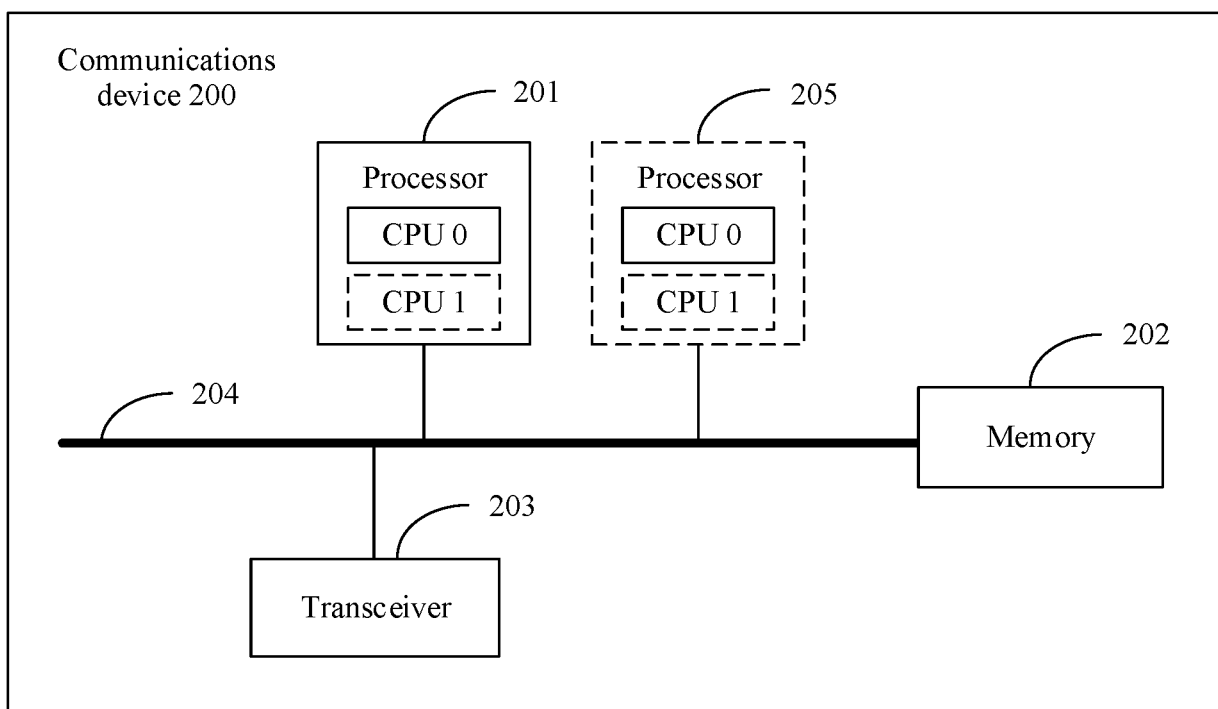 Communications
device 200
201
205
Processor
CPU 0
CPU 1
Processor
CPU 0
CPU 1
202
204
Memory
203
Transceiver